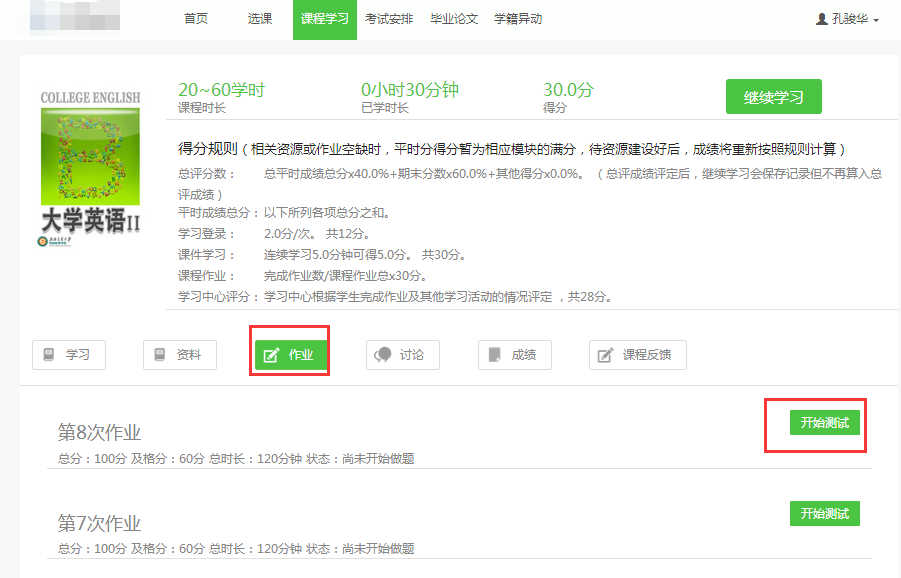 首页 选课 课程学习 考试安排 毕业论文 学籍异动 孔骏华
COLLEGE ENGLISH
大学英语II
20~60学时 0小时30分钟 30.0分 继续学习
课程时长 已学时长 得分
得分规则（相关资源或作业空缺时，平时分得分暂为相应模块的满分，待资源建设好后，成绩将重新按照规则计算）
总评分数： 总平时成绩总分x40.0%+期末分数x60.0%+其他得分x0.0%。（总评成绩评定后，继续学习会保存记录但不再算入总
评成绩）
平时成绩总分：以下所列各项总分之和。
学习登录： 2.0分/次。 共12分。
课件学习： 连续学习5.0分钟可得5.0分。 共30分。
课程作业： 完成作业数/课程作业总x30分。
学习中心评分：学习中心根据学生完成作业及其他学习活动的情况评定 ，共28分。
学习 资料 作业 讨论 成绩 课程反馈
第8次作业 开始测试
总分：100分 及格分：60分 总时长：120分钟 状态：尚未开始做题
第7次作业 开始测试
总分：100分 及格分：60分 总时长：120分钟 状态：尚未开始做题